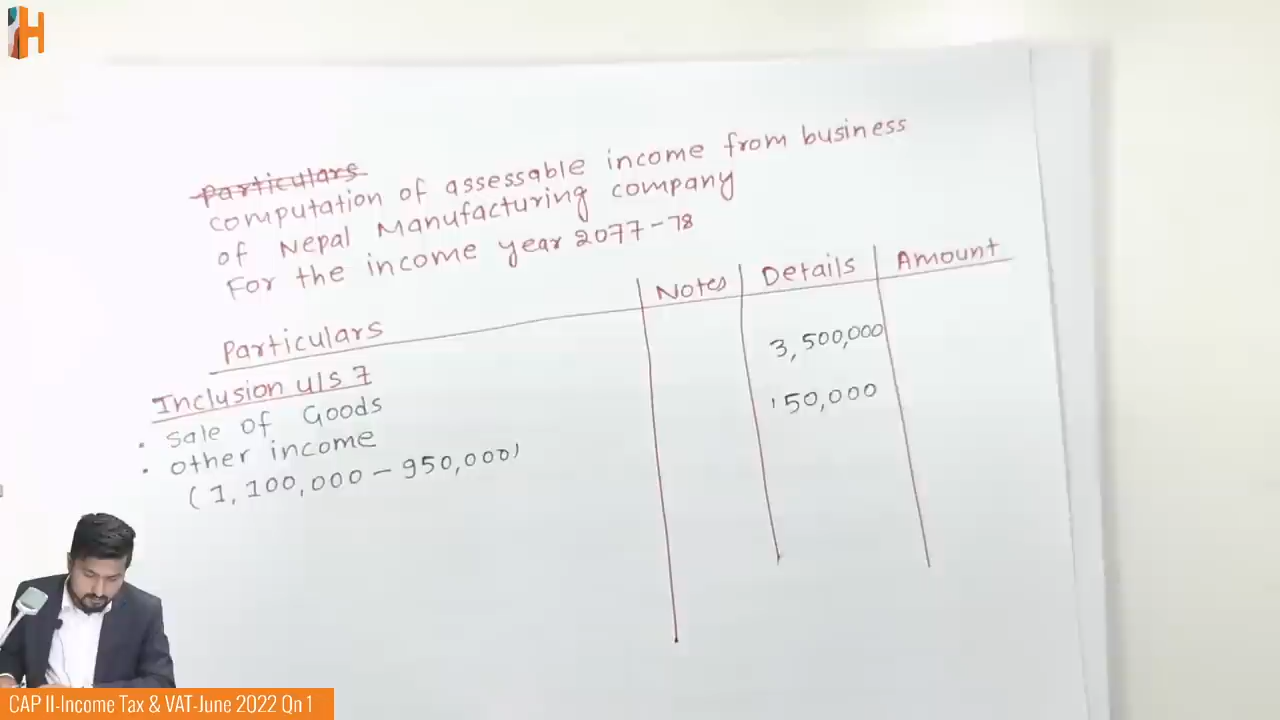 H
Particulars
computation of assessable income from business
of Nepal Manufacturing company
For the income year 2077-78
Particulars Notes Details Amount
Inclusion u/s 7
• Sale of Goods 3,500,000
• other income 150,000
(1,100,000 - 950,000)
CAP II-Income Tax & VAT-June 2022 Qn 1